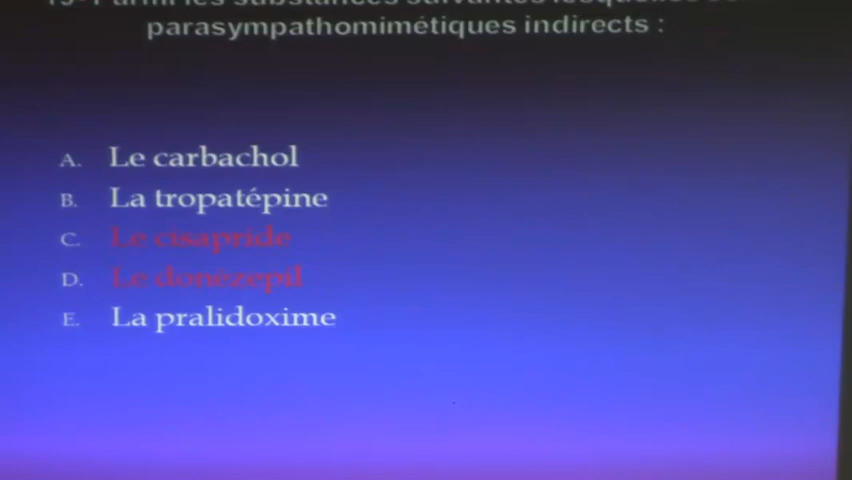 parasympathomimétiques indirects :
A. Le carbachol
B. La tropatépine
C. Le cisapride
D. Le donézepil
E. La pralidoxime